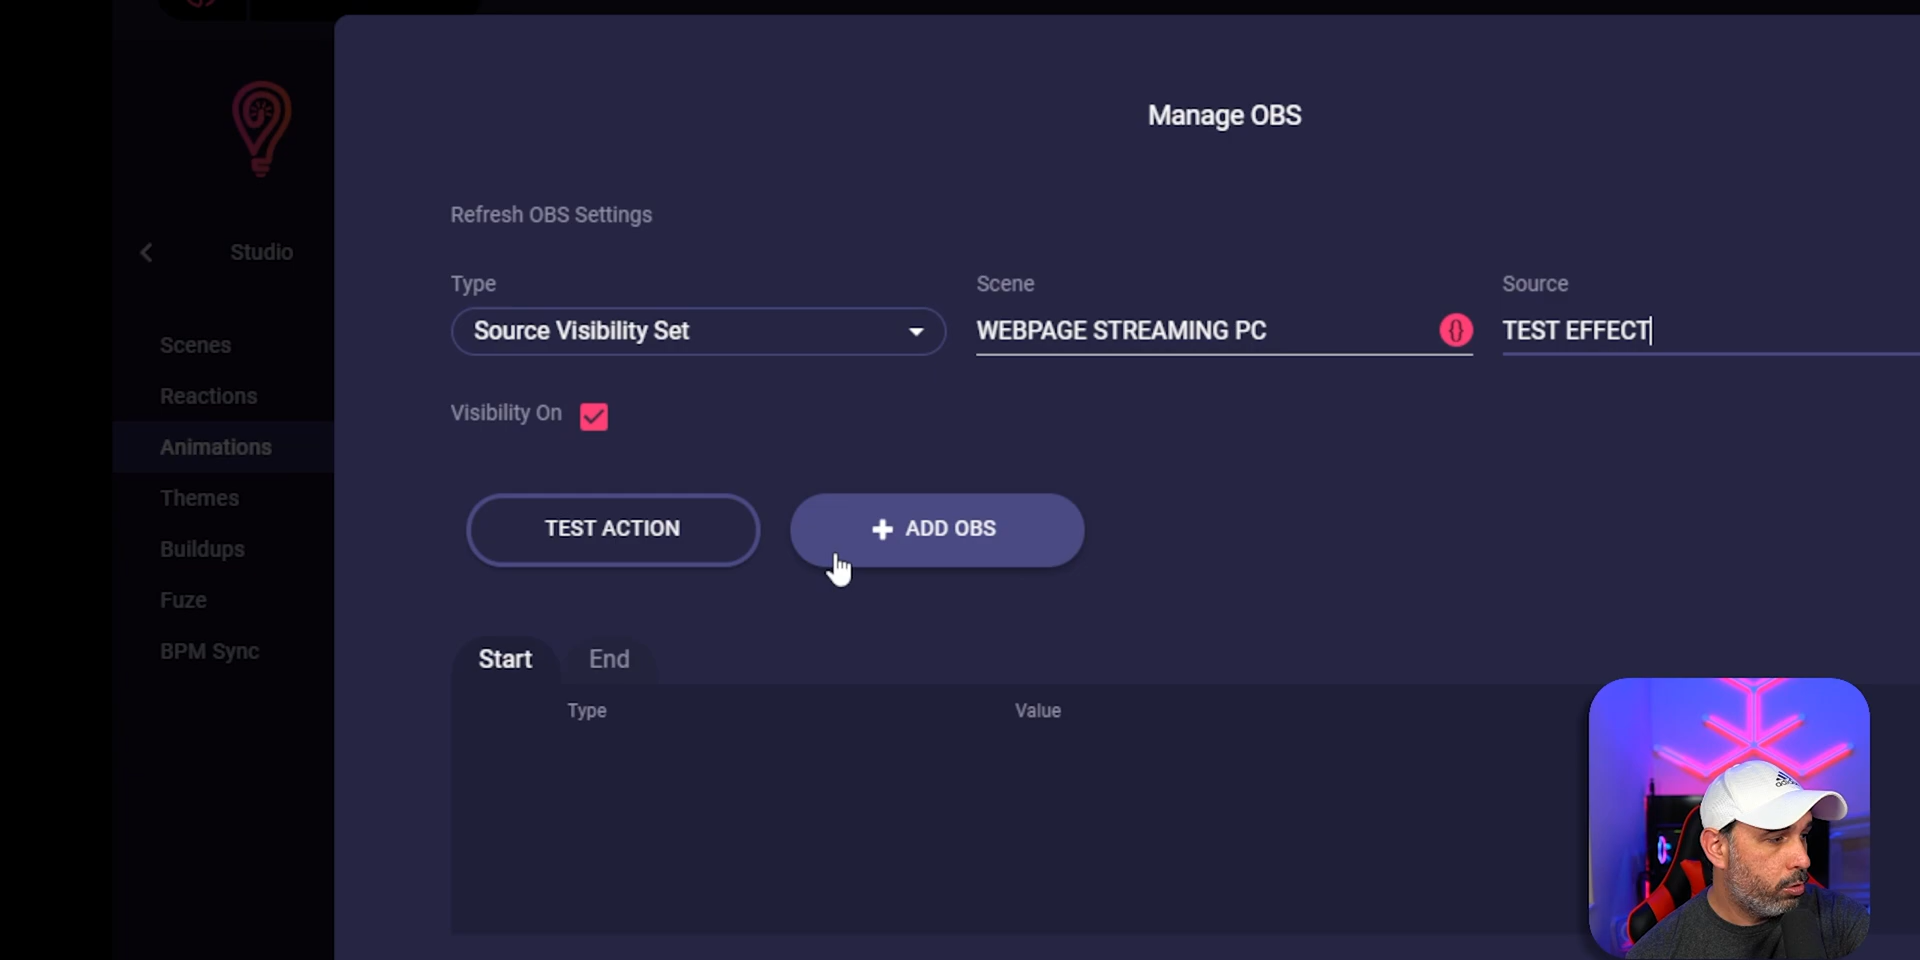 Manage OBS
Refresh OBS Settings
Type
Scene
Source
Source Visibility Set
WEBPAGE STREAMING PC
{}
TEST EFFECT
Visibility On
TEST ACTION
+ ADD OBS
Start
End
Type
Value
Studio
Scenes
Reactions
Animations
Themes
Buildups
Fuze
BPM Sync
adidas